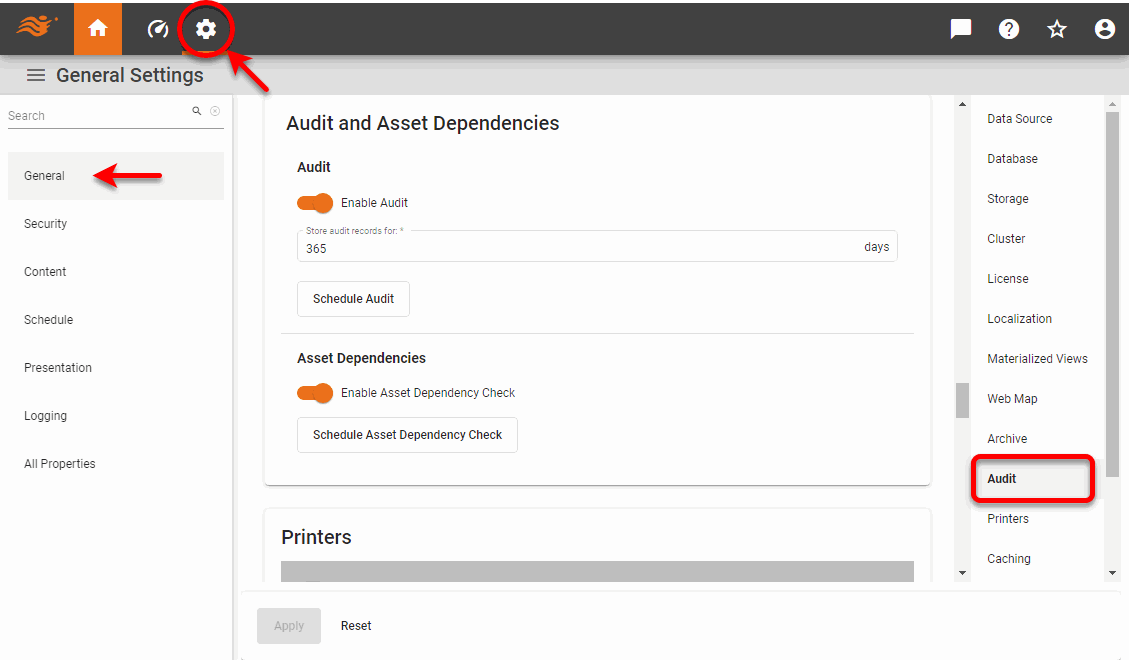 General Settings
Search
General
Security
Content
Schedule
Presentation
Logging
All Properties
Audit and Asset Dependencies
Audit
Enable Audit
Store audit records for: *
365 days
Schedule Audit
Asset Dependencies
Enable Asset Dependency Check
Schedule Asset Dependency Check
Printers
Apply Reset
Data Source
Database
Storage
Cluster
License
Localization
Materialized Views
Web Map
Archive
Audit
Printers
Caching